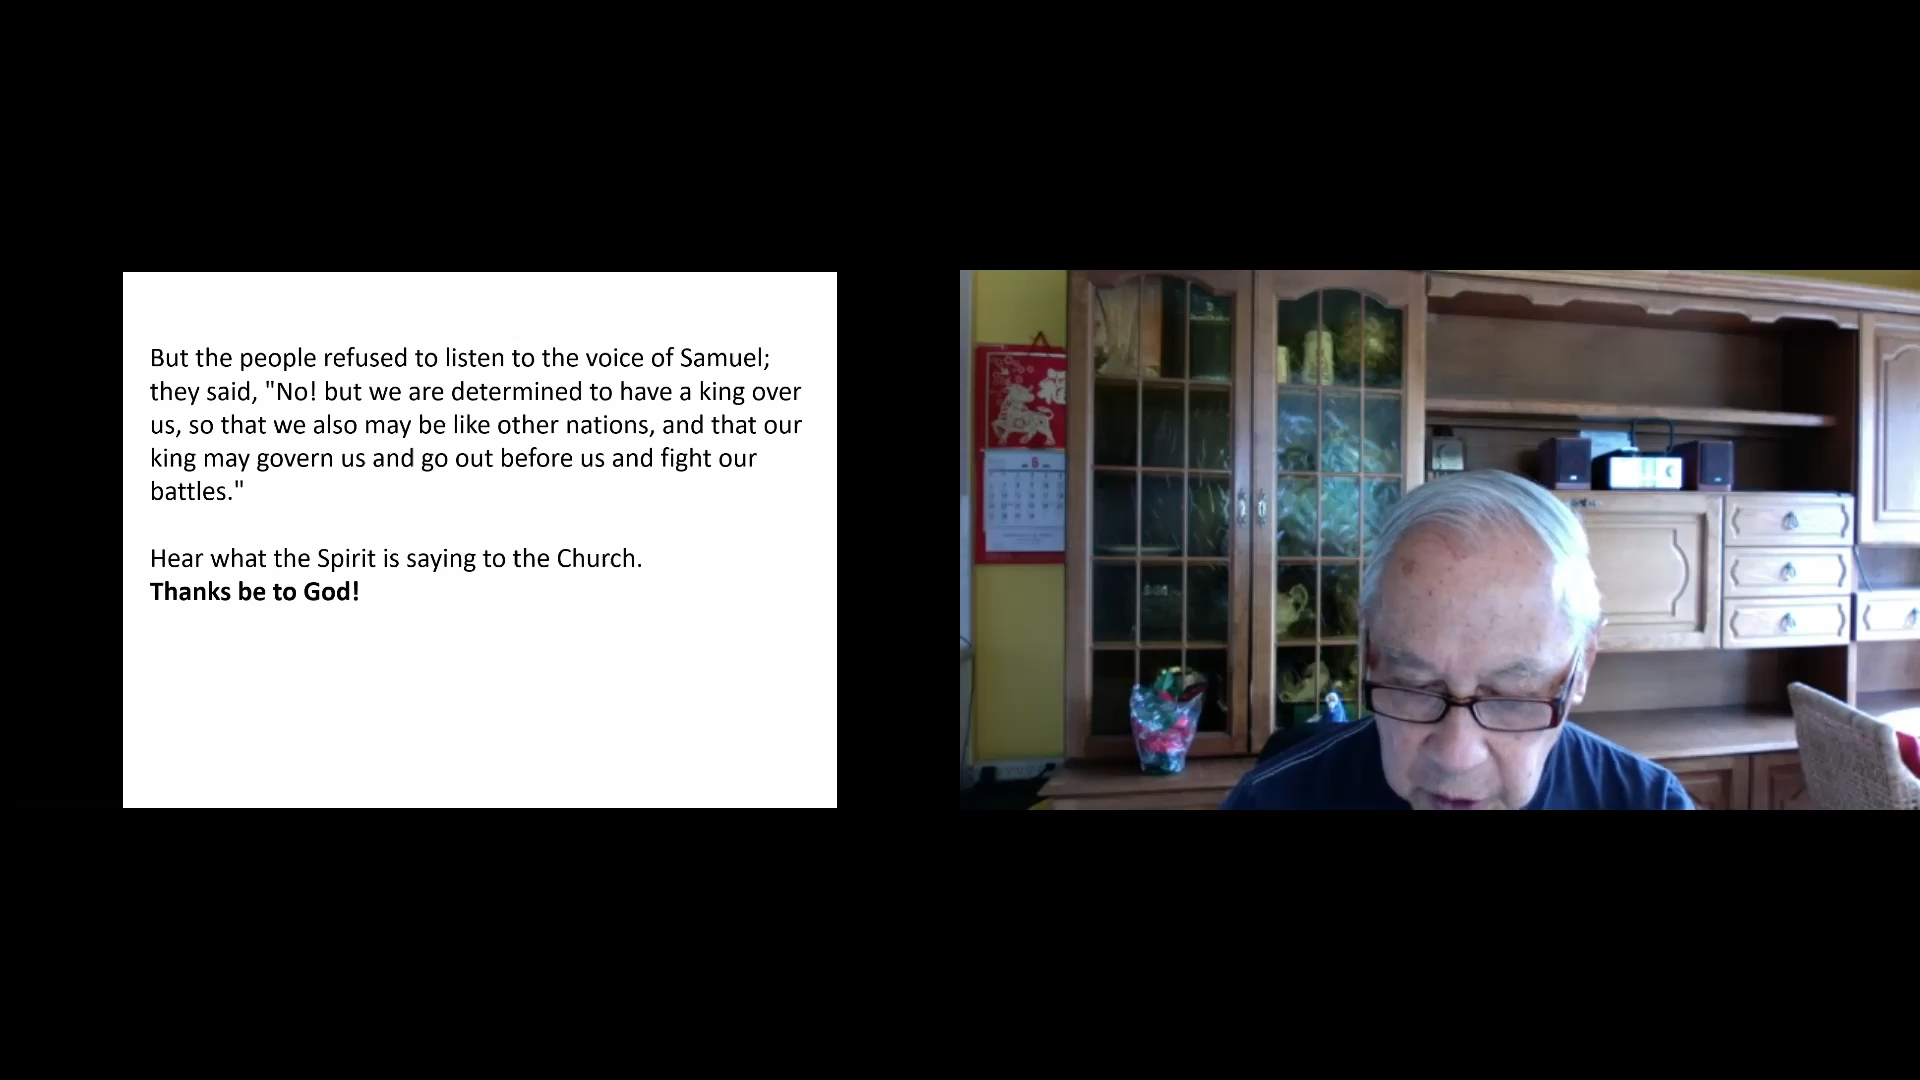 But the people refused to listen to the voice of Samuel;
they said, "No! but we are determined to have a king over
us, so that we also may be like other nations, and that our
king may govern us and go out before us and fight our
battles."
Hear what the Spirit is saying to the Church.
Thanks be to God!
福
6